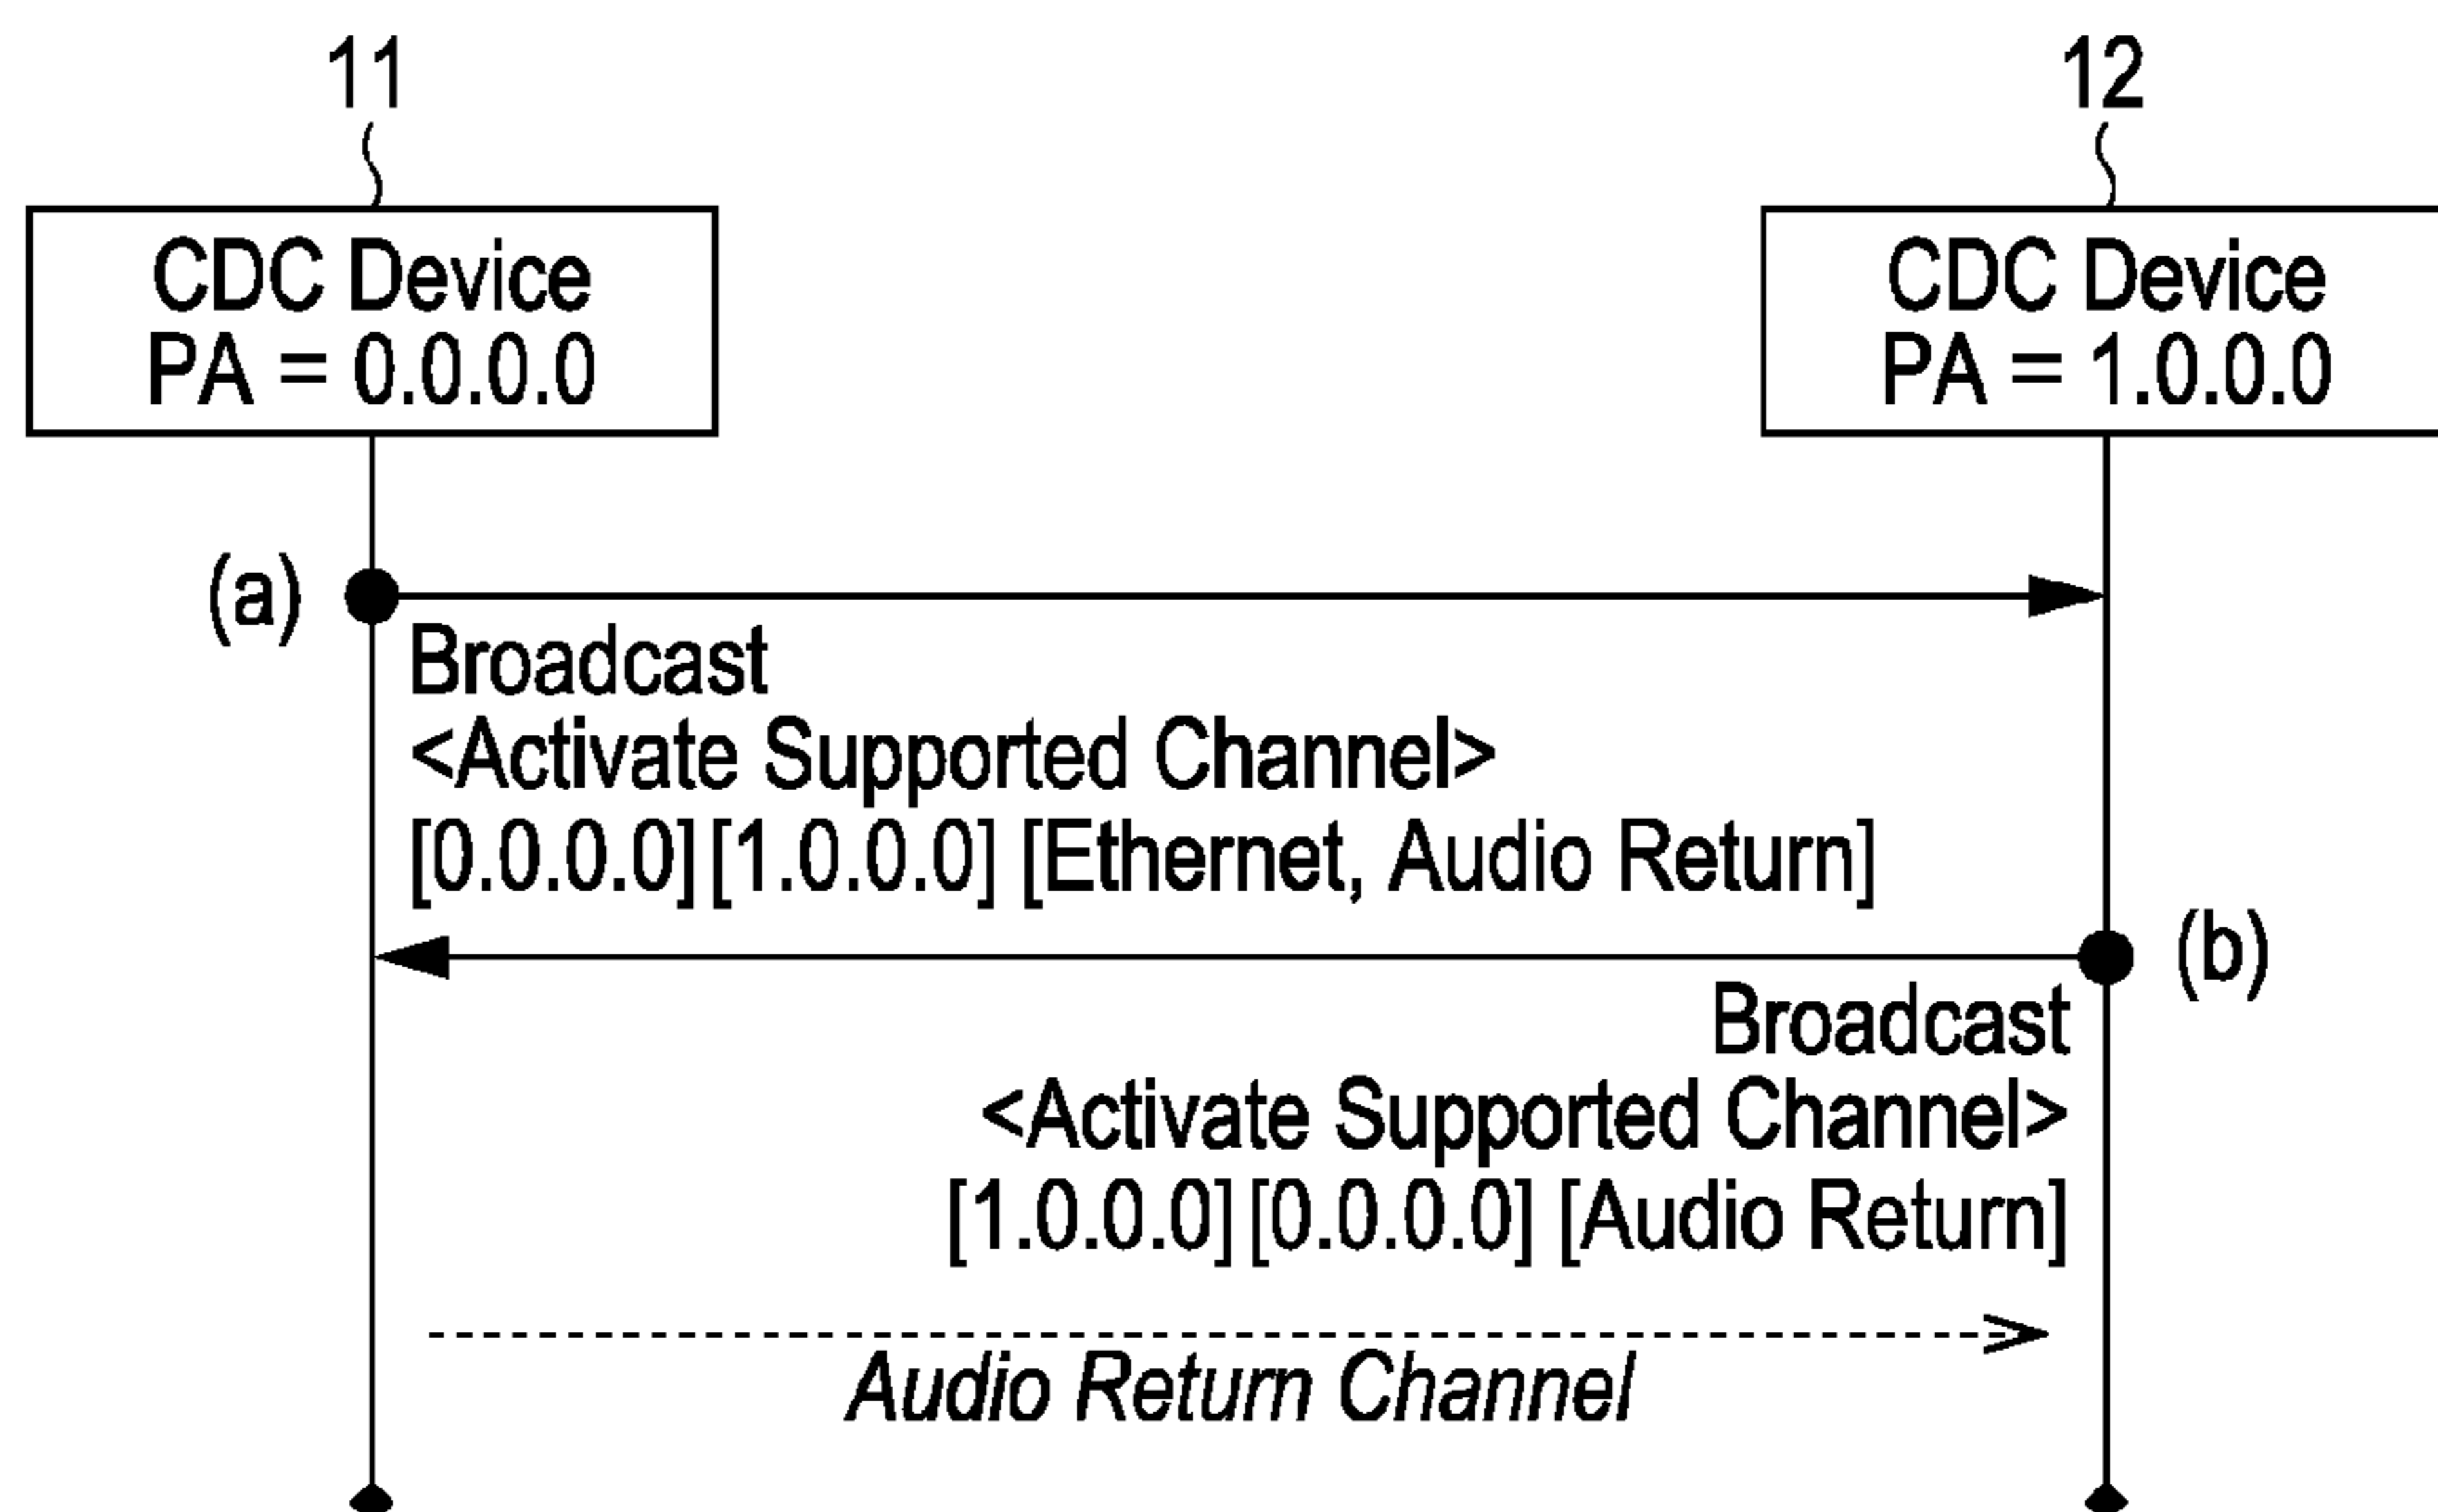 11
12
CDC Device
PA = 0.0.0.0
CDC Device
PA = 1.0.0.0
(a)
Broadcast
<Activate Supported Channel>
[0.0.0.0] [1.0.0.0] [Ethernet, Audio Return]
(b)
Broadcast
<Activate Supported Channel>
[1.0.0.0] [0.0.0.0] [Audio Return]
Audio Return Channel